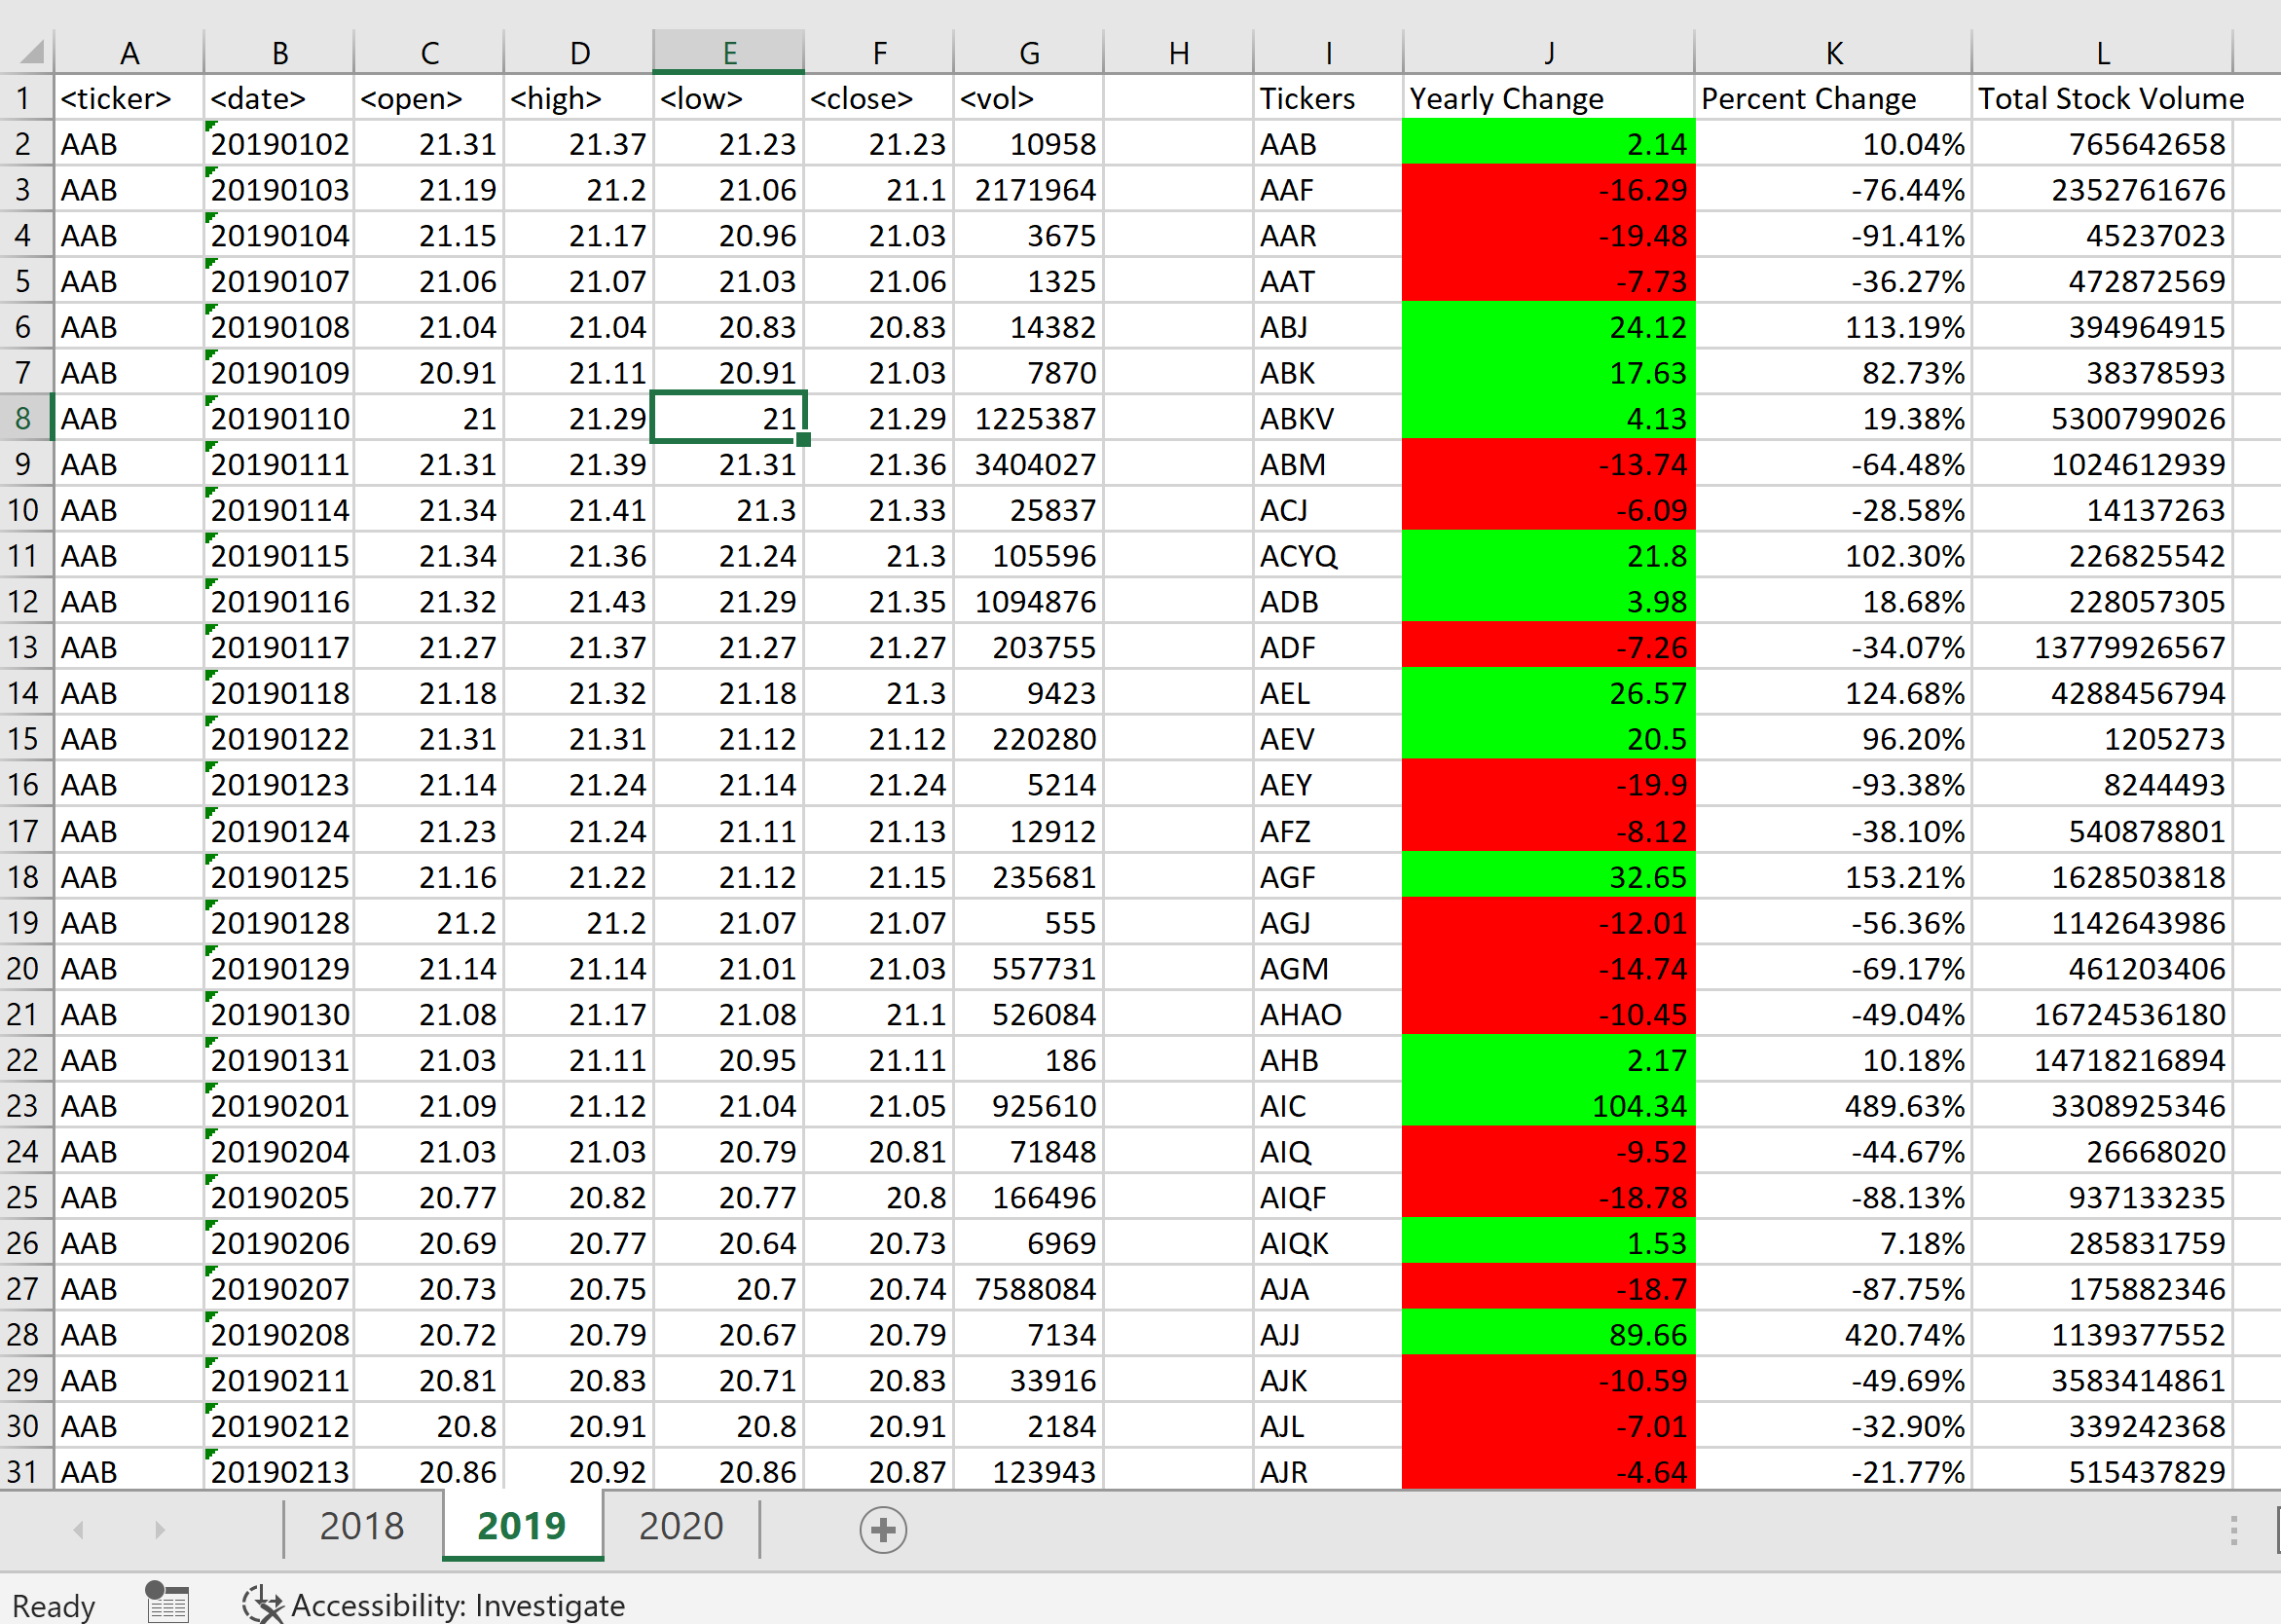 A B C D E F G H I J K L
1 <ticker> <date> <open> <high> <low> <close> <vol> Tickers Yearly Change Percent Change Total Stock Volume
2 AAB 20190102 21.31 21.37 21.23 21.23 10958 AAB 2.14 10.04% 765642658
3 AAB 20190103 21.19 21.2 21.06 21.1 2171964 AAF -16.29 -76.44% 2352761676
4 AAB 20190104 21.15 21.17 20.96 21.03 3675 AAR -19.48 -91.41% 45237023
5 AAB 20190107 21.06 21.07 21.03 21.06 1325 AAT -7.73 -36.27% 472872569
6 AAB 20190108 21.04 21.04 20.83 20.83 14382 ABJ 24.12 113.19% 394964915
7 AAB 20190109 20.91 21.11 20.91 21.03 7870 ABK 17.63 82.73% 38378593
8 AAB 20190110 21 21.29 21 21.29 1225387 ABKV 4.13 19.38% 5300799026
9 AAB 20190111 21.31 21.39 21.31 21.36 3404027 ABM -13.74 -64.48% 1024612939
10 AAB 20190114 21.34 21.41 21.3 21.33 25837 ACJ -6.09 -28.58% 14137263
11 AAB 20190115 21.34 21.36 21.24 21.3 105596 ACYQ 21.8 102.30% 226825542
12 AAB 20190116 21.32 21.43 21.29 21.35 1094876 ADB 3.98 18.68% 228057305
13 AAB 20190117 21.27 21.37 21.27 21.27 203755 ADF -7.26 -34.07% 13779926567
14 AAB 20190118 21.18 21.32 21.18 21.3 9423 AEL 26.57 124.68% 4288456794
15 AAB 20190122 21.31 21.31 21.12 21.12 220280 AEV 20.5 96.20% 1205273
16 AAB 20190123 21.14 21.24 21.14 21.24 5214 AEY -19.9 -93.38% 8244493
17 AAB 20190124 21.23 21.24 21.11 21.13 12912 AFZ -8.12 -38.10% 540878801
18 AAB 20190125 21.16 21.22 21.12 21.15 235681 AGF 32.65 153.21% 1628503818
19 AAB 20190128 21.2 21.2 21.07 21.07 555 AGJ -12.01 -56.36% 1142643986
20 AAB 20190129 21.14 21.14 21.01 21.03 557731 AGM -14.74 -69.17% 461203406
21 AAB 20190130 21.08 21.17 21.08 21.1 526084 AHAO -10.45 -49.04% 16724536180
22 AAB 20190131 21.03 21.11 20.95 21.11 186 AHB 2.17 10.18% 14718216894
23 AAB 20190201 21.09 21.12 21.04 21.05 925610 AIC 104.34 489.63% 3308925346
24 AAB 20190204 21.03 21.03 20.79 20.81 71848 AIQ -9.52 -44.67% 26668020
25 AAB 20190205 20.77 20.82 20.77 20.8 166496 AIQF -18.78 -88.13% 937133235
26 AAB 20190206 20.69 20.77 20.64 20.73 6969 AIQK 1.53 7.18% 285831759
27 AAB 20190207 20.73 20.75 20.7 20.74 7588084 AJA -18.7 -87.75% 175882346
28 AAB 20190208 20.72 20.79 20.67 20.79 7134 AJJ 89.66 420.74% 1139377552
29 AAB 20190211 20.81 20.83 20.71 20.83 33916 AJK -10.59 -49.69% 3583414861
30 AAB 20190212 20.8 20.91 20.8 20.91 2184 AJL -7.01 -32.90% 339242368
31 AAB 20190213 20.86 20.92 20.86 20.87 123943 AJR -4.64 -21.77% 515437829
2018 2019 2020
Ready Accessibility: Investigate